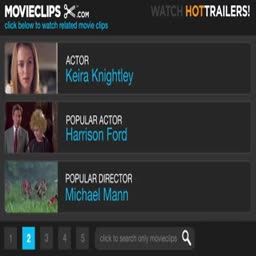 MOVIECLIPS .COM
WATCH HOTTRAILERS!
click below to watch related movie clips
ACTOR
Keira Knightley
POPULAR ACTOR
Harrison Ford
POPULAR DIRECTOR
Michael Mann
1 2 3 4 5 click to search only movieclips